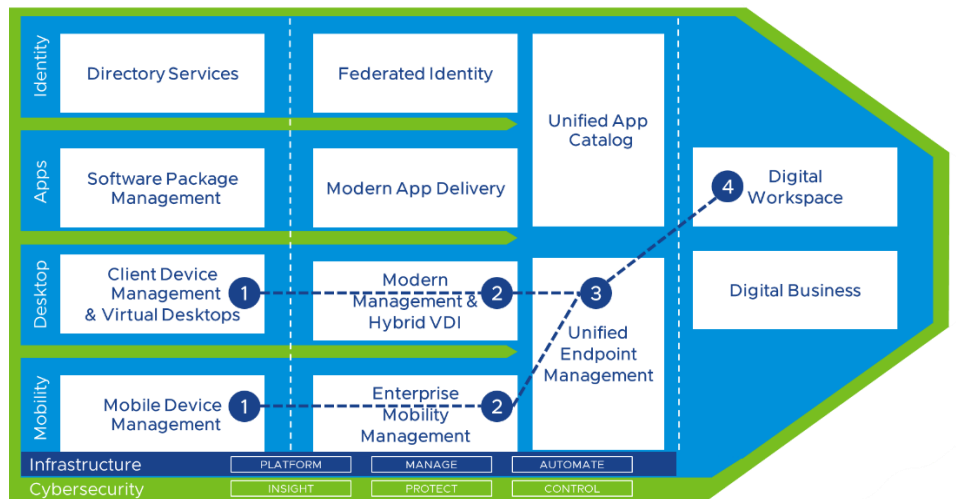 Identity
Directory Services
Federated Identity
Unified App
Catalog
Apps
Software Package
Management
Modern App Delivery
4
Digital
Workspace
Desktop
Client Device
Management
& Virtual Desktops
1
Modern
Management &
Hybrid VDI
2
3
Unified
Endpoint
Management
Digital Business
Mobility
Mobile Device
Management
1
Enterprise
Mobility
Management
2
Infrastructure
PLATFORM
MANAGE
AUTOMATE
Cybersecurity
INSIGHT
PROTECT
CONTROL